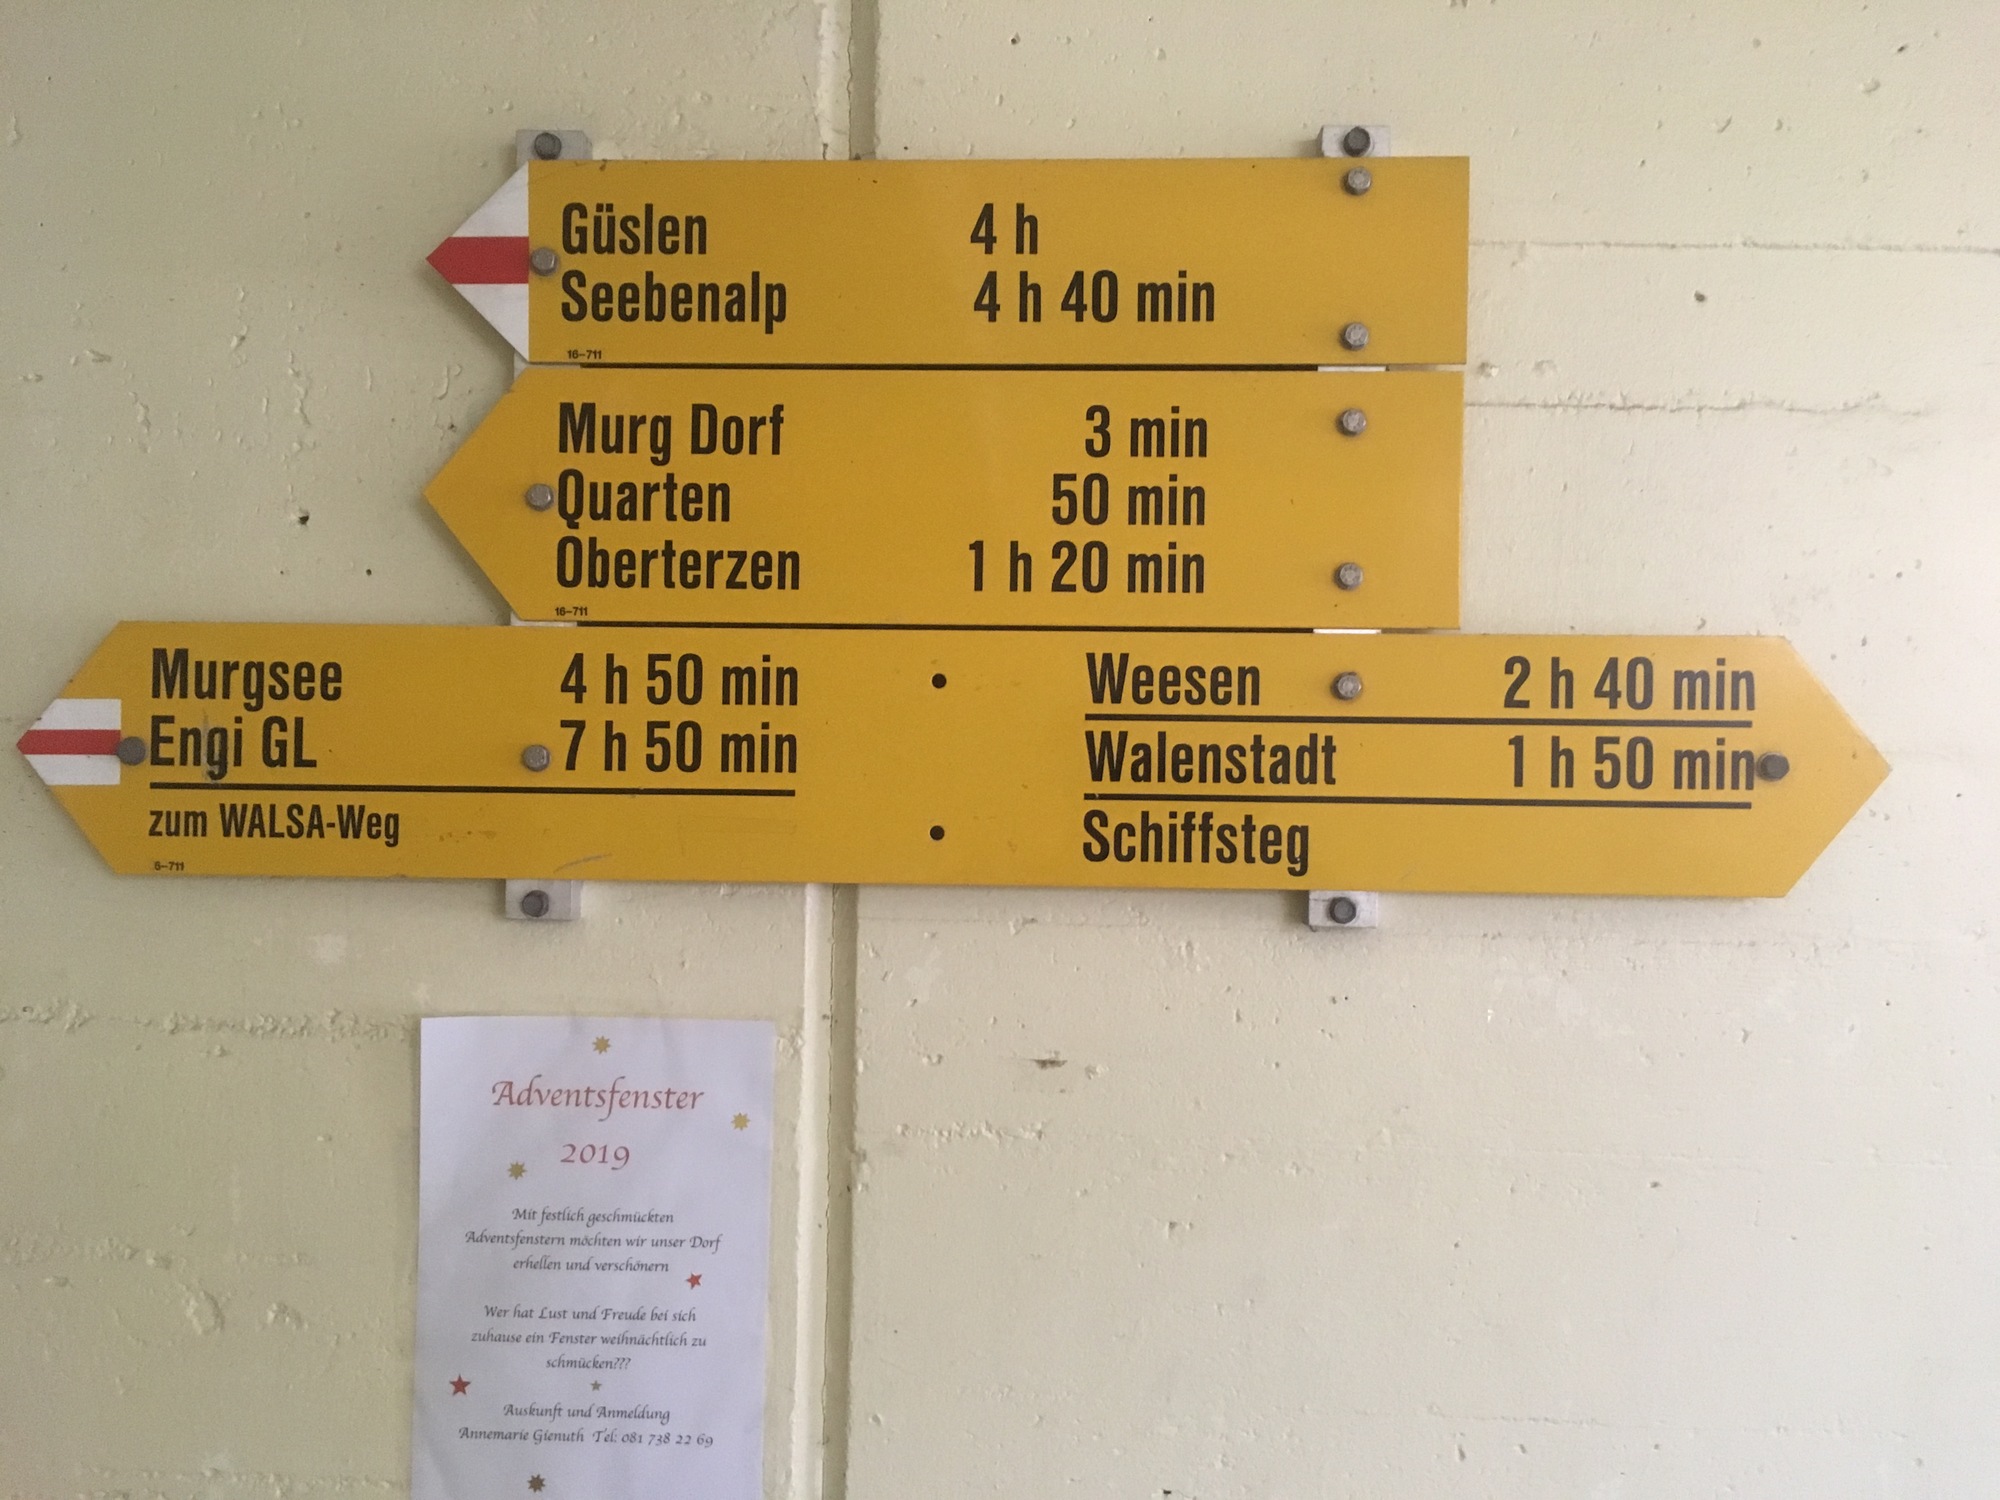 Güslen 4 h
Seebenalp 4 h 40 min
16-711
Murg Dorf 3 min
Quarten 50 min
Oberterzen 1 h 20 min
16-711
Murgsee 4 h 50 min
Engi GL 7 h 50 min
zum WALSA-Weg
6-711
Weesen 2 h 40 min
Walenstadt 1 h 50 min
Schiffsteg
Adventsfenster
2019
Mit festlich geschmückten
Adventsfenstern möchten wir unser Dorf
erhellen und verschönern
Wer hat Lust und Freude bei sich
zuhause ein Fenster weihnächtlich zu
schmücken???
Auskunft und Anmeldung
Annemarie Gienuth Tel: 081 738 22 69